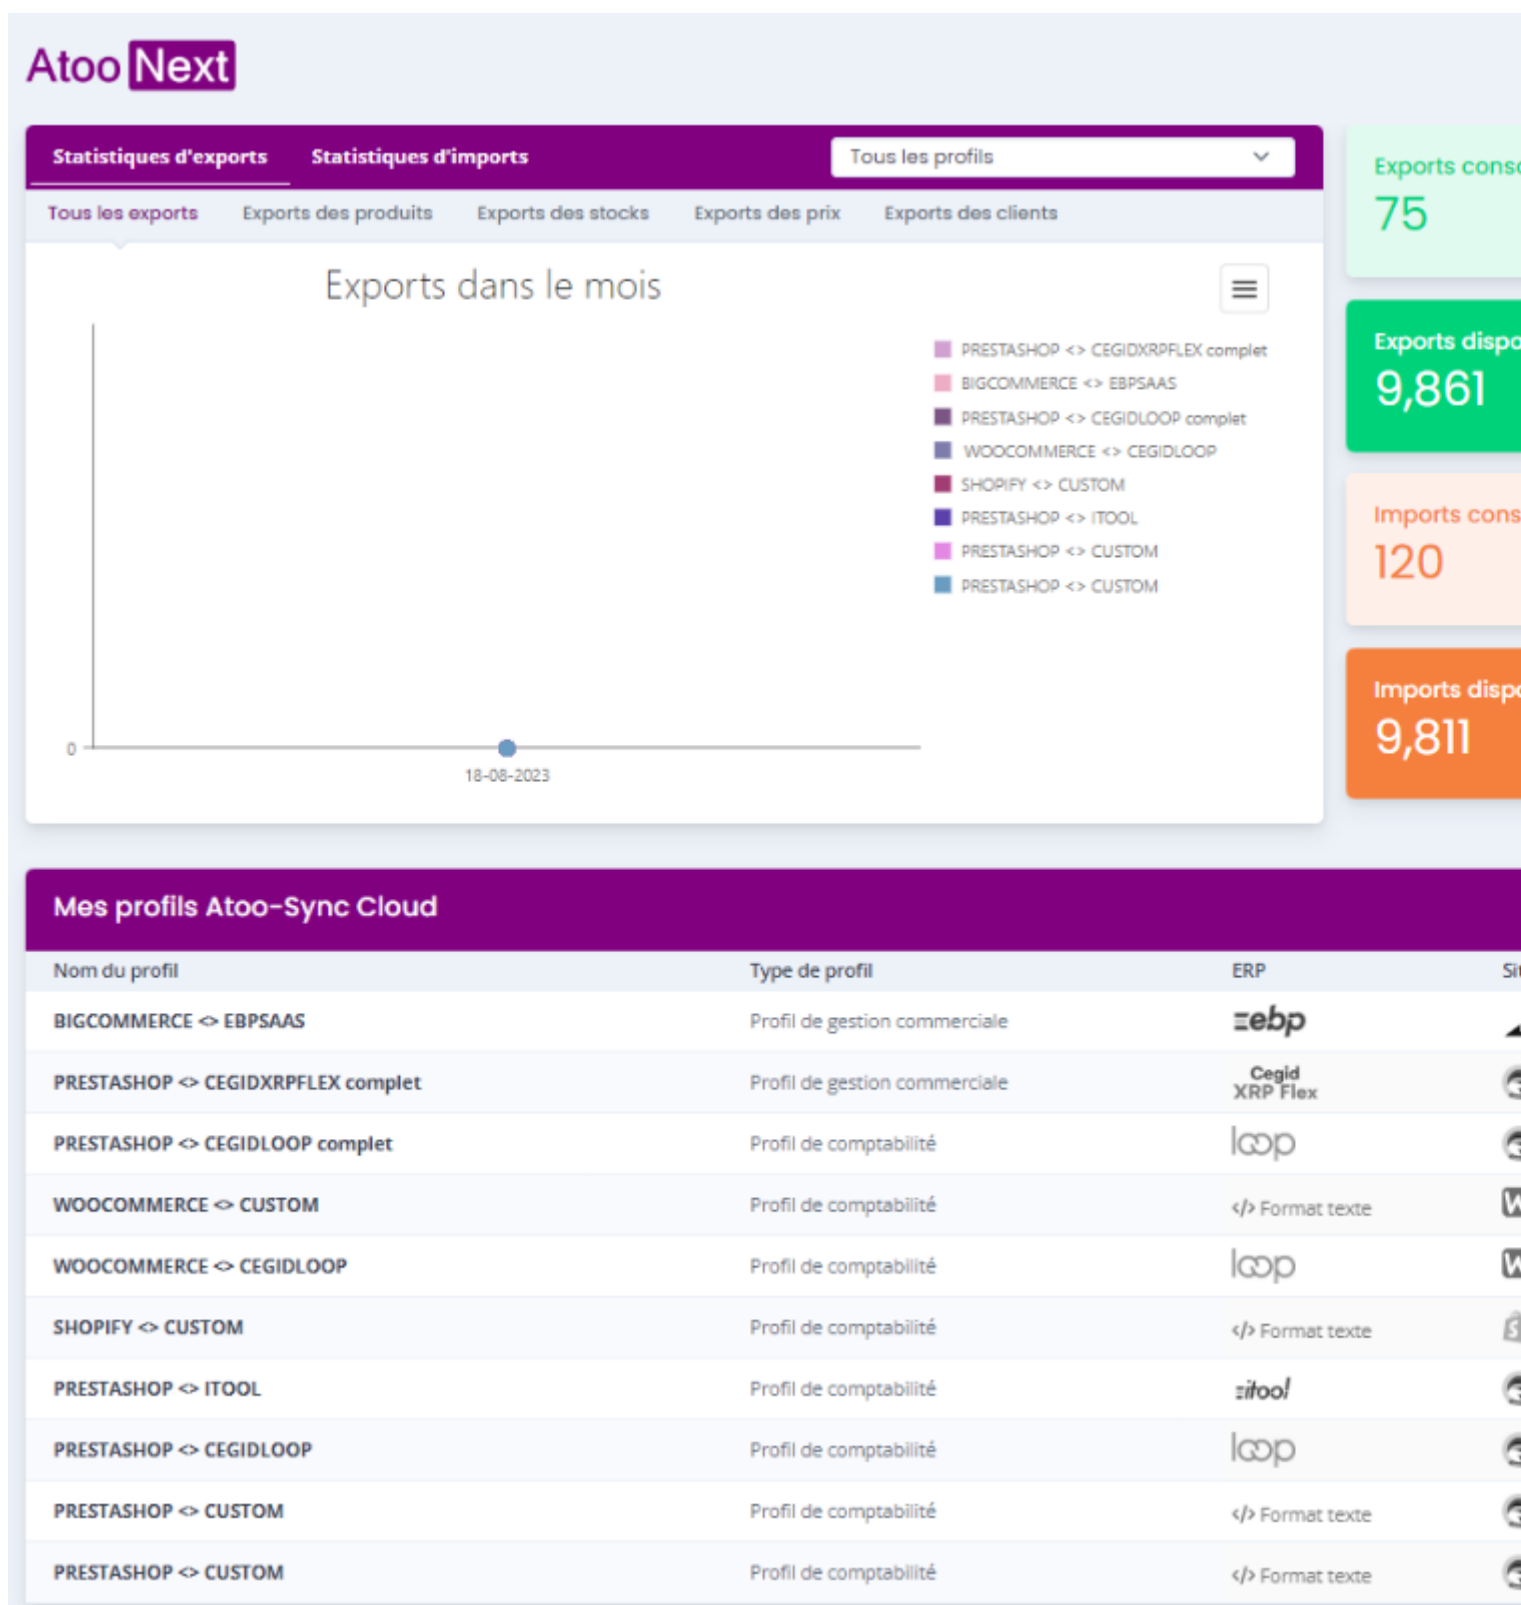 Atoo Next
Statistiques d'exports Statistiques d'imports Tous les profils
Tous les exports Exports des produits Exports des stocks Exports des prix Exports des clients
Exports dans le mois
PRESTASHOP <> CEGIDXRPFLEX complet
BIGCOMMERCE <> EBPSAAS
PRESTASHOP <> CEGIDLOOP complet
WOOCOMMERCE <> CEGIDLOOP
SHOPIFY <> CUSTOM
PRESTASHOP <> ITOOL
PRESTASHOP <> CUSTOM
PRESTASHOP <> CUSTOM
0
18-08-2023
Exports
75
Exports
9,861
Imports
120
Imports
9,811
Mes profils Atoo-Sync Cloud
Nom du profil Type de profil ERP
BIGCOMMERCE <> EBPSAAS Profil de gestion commerciale ebp
PRESTASHOP <> CEGIDXRPFLEX complet Profil de gestion commerciale Cegid
XRP Flex
PRESTASHOP <> CEGIDLOOP complet Profil de comptabilité loop
WOOCOMMERCE <> CUSTOM Profil de comptabilité </> Format texte
WOOCOMMERCE <> CEGIDLOOP Profil de comptabilité loop
SHOPIFY <> CUSTOM Profil de comptabilité </> Format texte
PRESTASHOP <> ITOOL Profil de comptabilité itool
PRESTASHOP <> CEGIDLOOP Profil de comptabilité loop
PRESTASHOP <> CUSTOM Profil de comptabilité </> Format texte
PRESTASHOP <> CUSTOM Profil de comptabilité </> Format texte